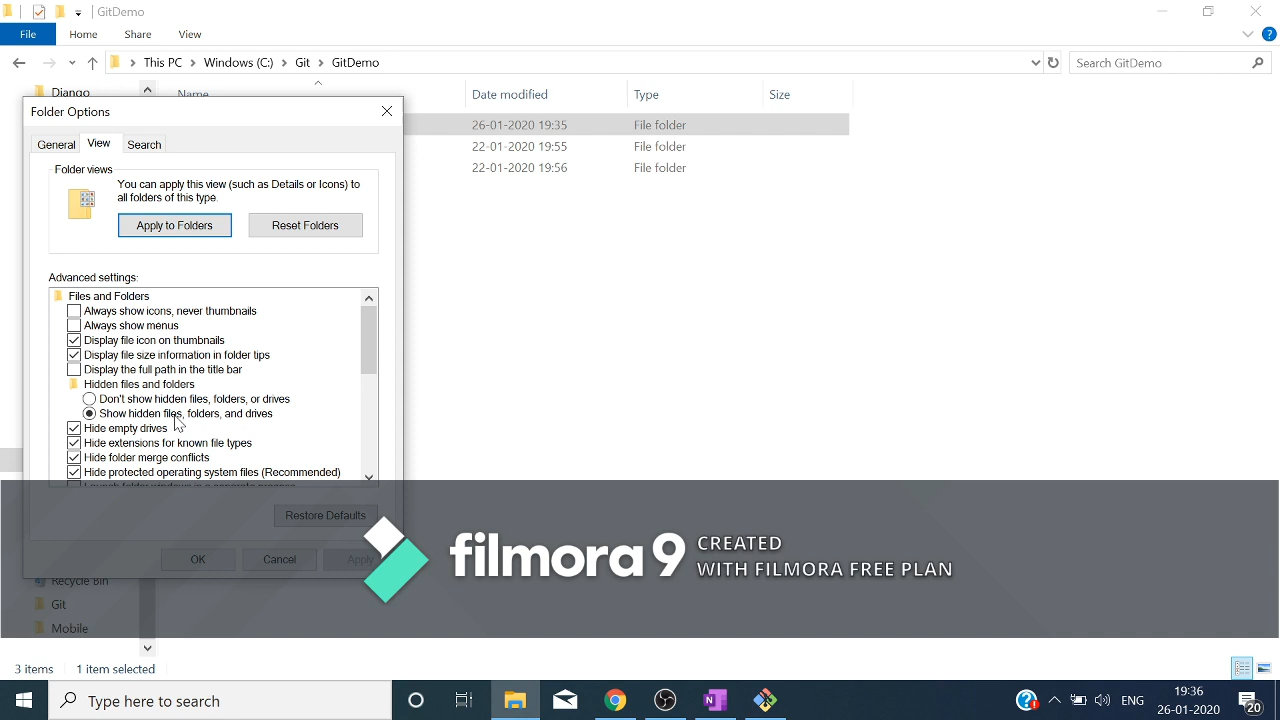 GitDemo
File Home Share View
This PC Windows (C:) Git GitDemo Search GitDemo
Django
Name Date modified Type Size
Folder Options
26-01-2020 19:35 File folder
General View Search
22-01-2020 19:55 File folder
22-01-2020 19:56 File folder
Folder views
You can apply this view (such as Details or Icons) to
all folders of this type.
Apply to Folders Reset Folders
Advanced settings:
Files and Folders
Always show icons, never thumbnails
Always show menus
Display file icon on thumbnails
Display file size information in folder tips
Display the full path in the title bar
Hidden files and folders
Don't show hidden files, folders, or drives
Show hidden files, folders, and drives
Hide empty drives
Hide extensions for known file types
Hide folder merge conflicts
Hide protected operating system files (Recommended)
Restore Defaults
filmora 9 CREATED
WITH FILMORA FREE PLAN
OK Cancel Apply
Recycle Bin
Git
Mobile
3 items 1 item selected
Type here to search
ENG
19:36
26-01-2020
20